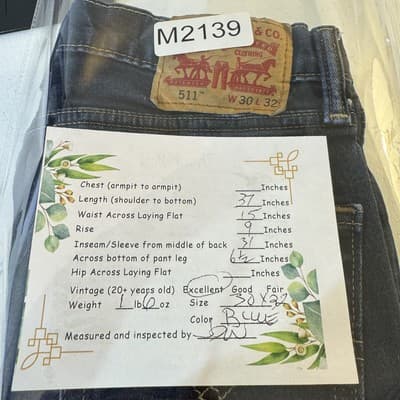 M2139
& CO.
CLOTHING
511™ W 30 L 32
Chest (armpit to armpit) Inches
Length (shoulder to bottom) 37 Inches
Waist Across Laying Flat 15 Inches
Rise 9 Inches
Inseam/Sleeve from middle of back 31 Inches
Across bottom of pant leg 6½ Inches
Hip Across Laying Flat Inches
Vintage (20+ years old) Excellent Good Fair
Weight 1 lb 6 oz Size 30x32
Color BLUE
Measured and inspected by